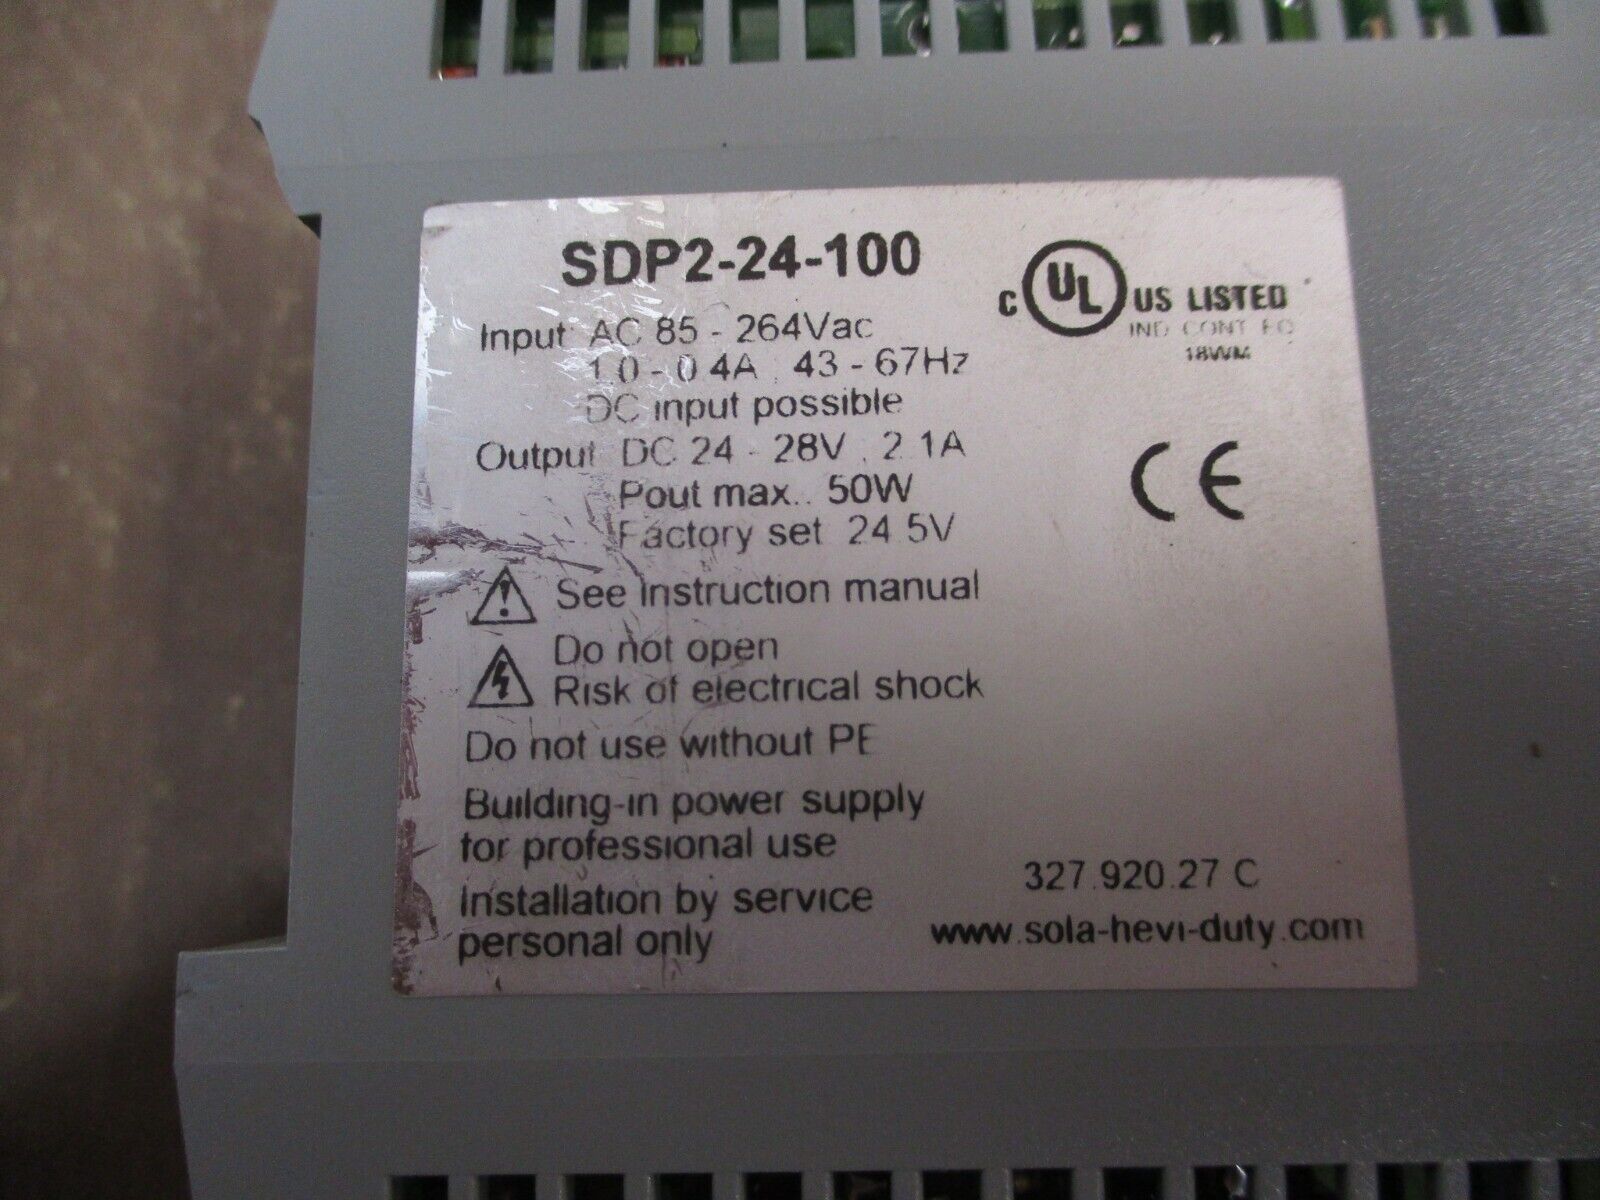 SDP2-24-100
C UL US LISTED
IND CONT EQ
18WM
Input AC 85 - 264Vac
1.0 - 0.4A , 43 - 67Hz
DC input possible
Output DC 24 - 28V , 2.1A
Pout max.. 50W
Factory set 24.5V
CE
See instruction manual
Do not open
Risk of electrical shock
Do not use without PE
Building-in power supply
for professional use
Installation by service
personal only
327.920.27 C
www.sola-hevi-duty.com